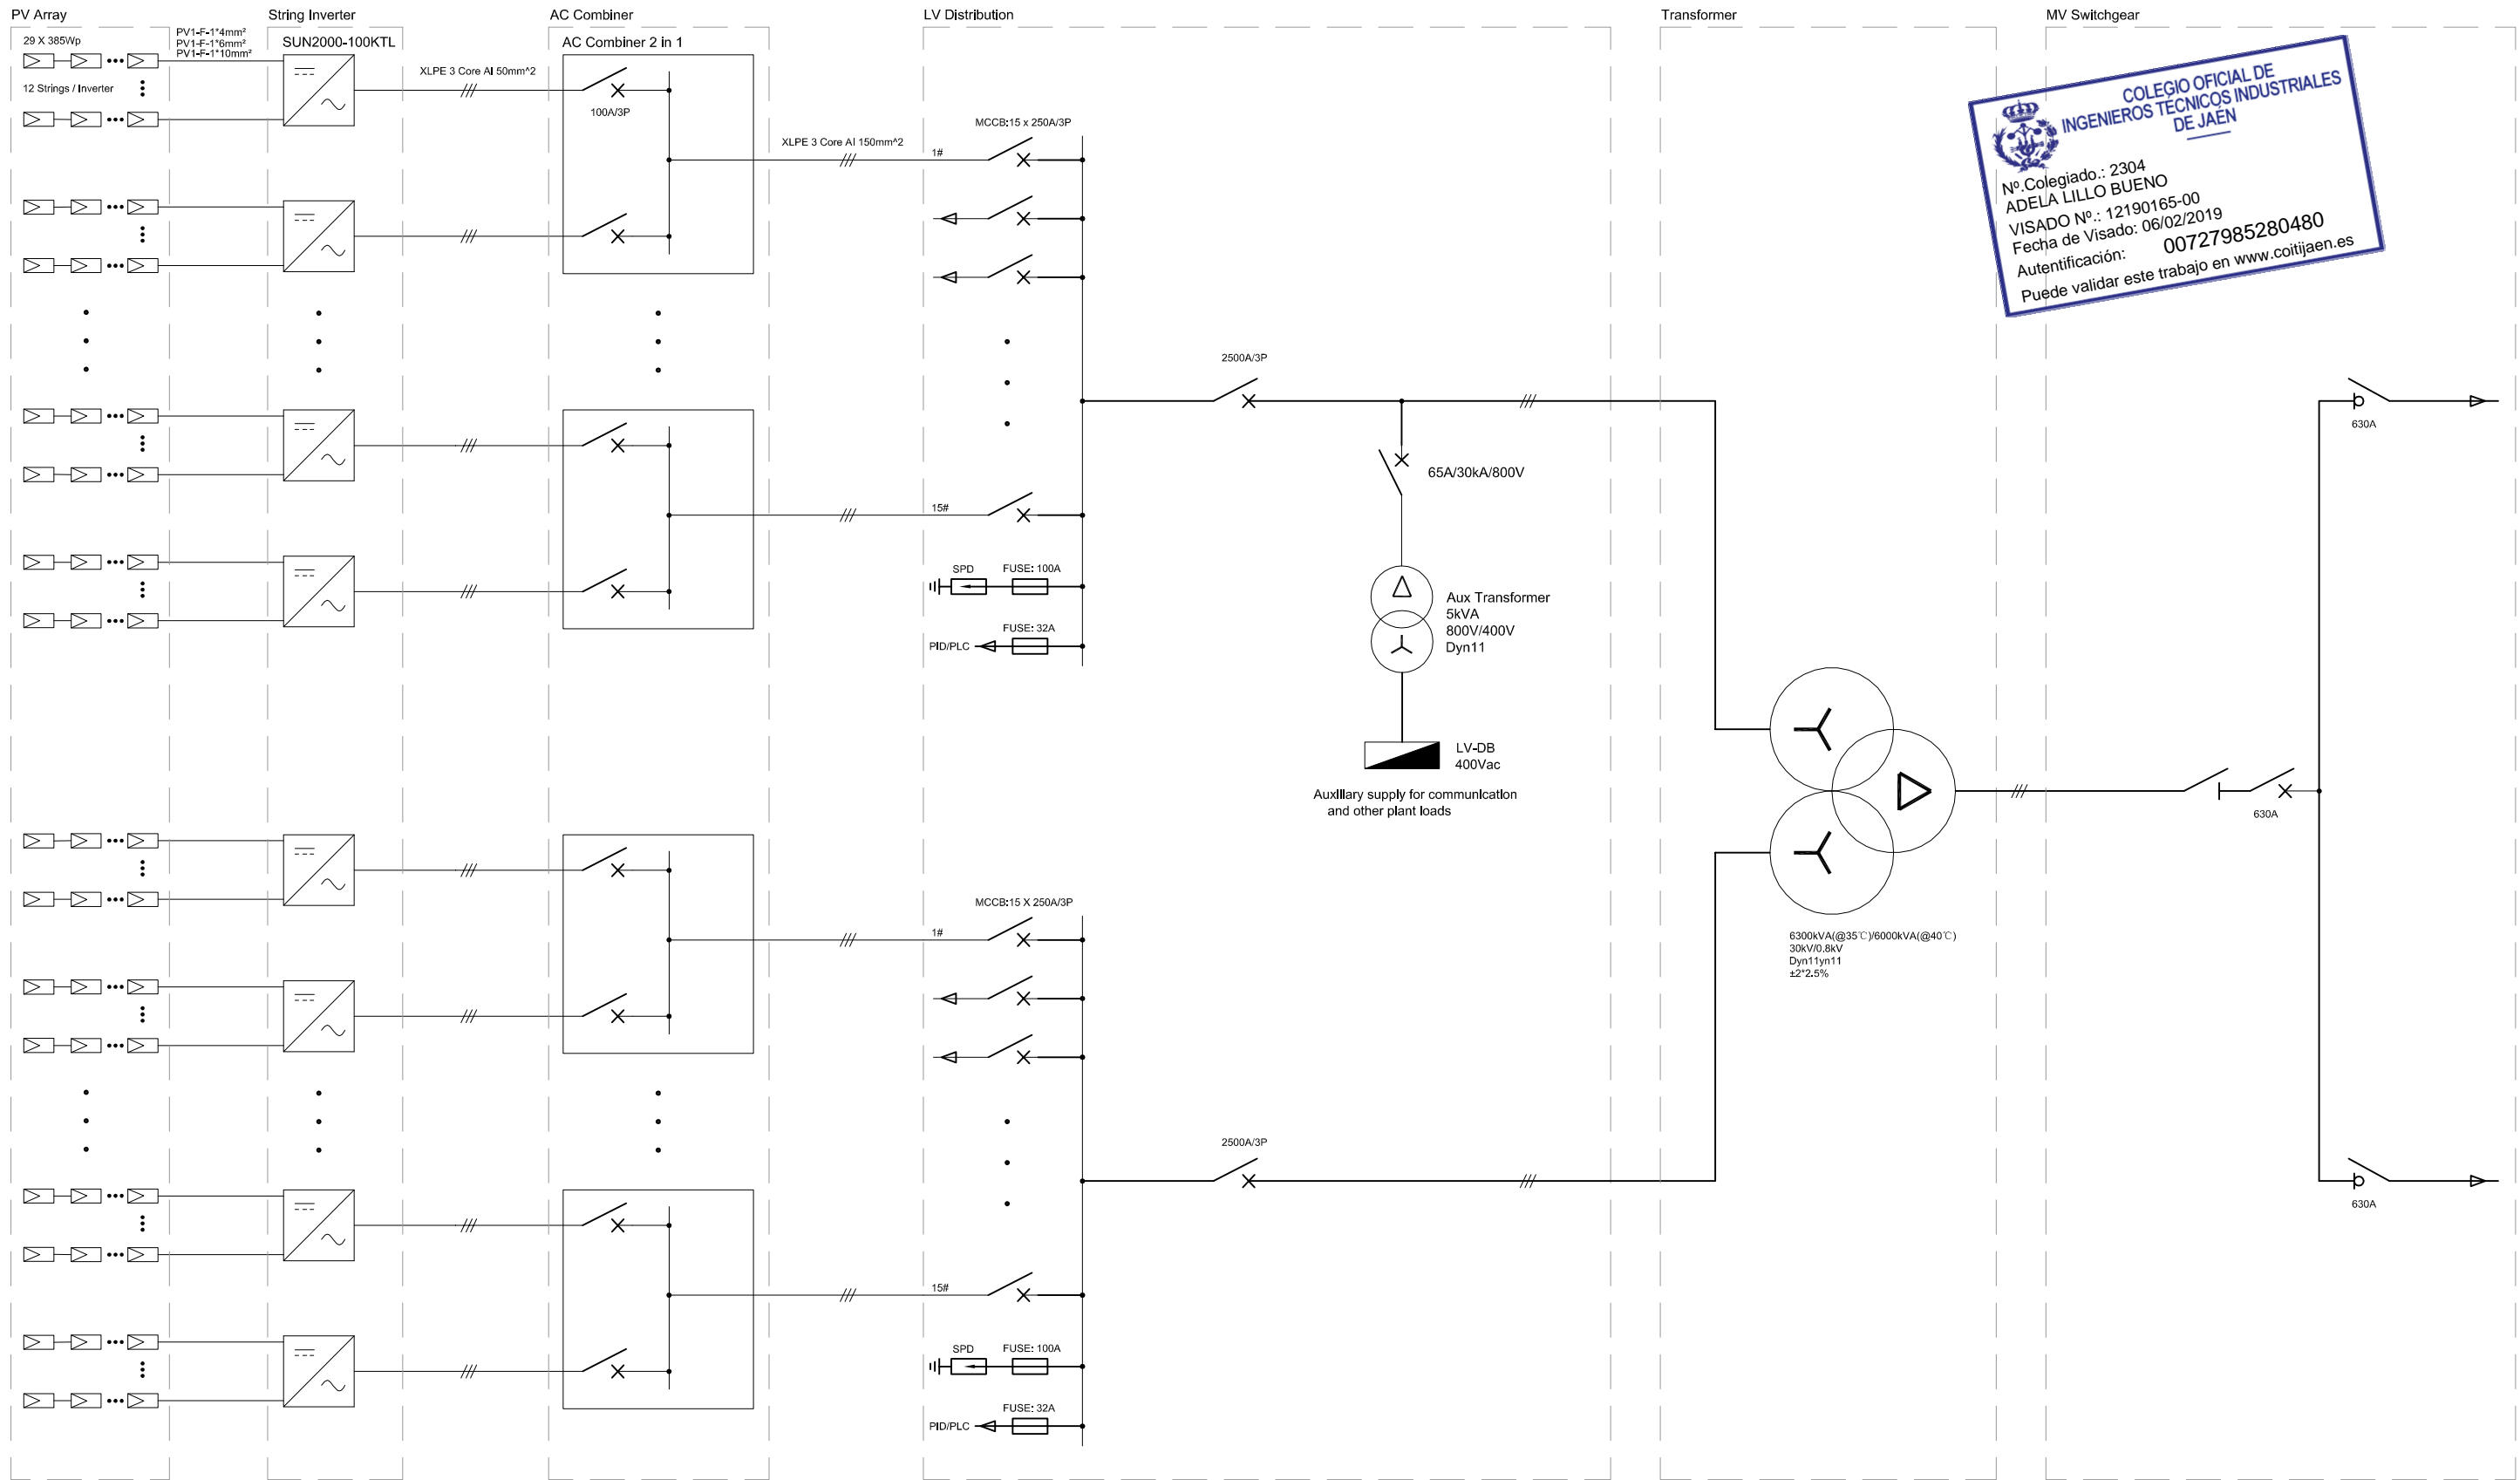 PV Array
String Inverter
AC Combiner
LV Distribution
Transformer
MV Switchgear
29 X 385Wp
PV1-F-1*4mm²
PV1-F-1*6mm²
PV1-F-1*10mm²
12 Strings / Inverter
SUN2000-100KTL
XLPE 3 Core Al 50mm^2
AC Combiner 2 in 1
100A/3P
XLPE 3 Core Al 150mm^2
MCCB:15 x 250A/3P
1#
15#
SPD
FUSE: 100A
FUSE: 32A
PID/PLC
2500A/3P
65A/30kA/800V
Aux Transformer
5kVA
800V/400V
Dyn11
LV-DB
400Vac
Auxiliary supply for communication
and other plant loads
MCCB:15 X 250A/3P
1#
15#
SPD
FUSE: 100A
FUSE: 32A
PID/PLC
2500A/3P
6300kVA(@35℃)/6000kVA(@40℃)
30kV/0.8kV
Dyn11yn11
±2*2.5%
630A
630A
630A
COLEGIO OFICIAL DE
INGENIEROS TÉCNICOS INDUSTRIALES
DE JAÉN
Nº.Colegiado.: 2304
ADELA LILLO BUENO
VISADO Nº.: 12190165-00
Fecha de Visado: 06/02/2019
Autentificación: 00727985280480
Puede validar este trabajo en www.coitijaen.es